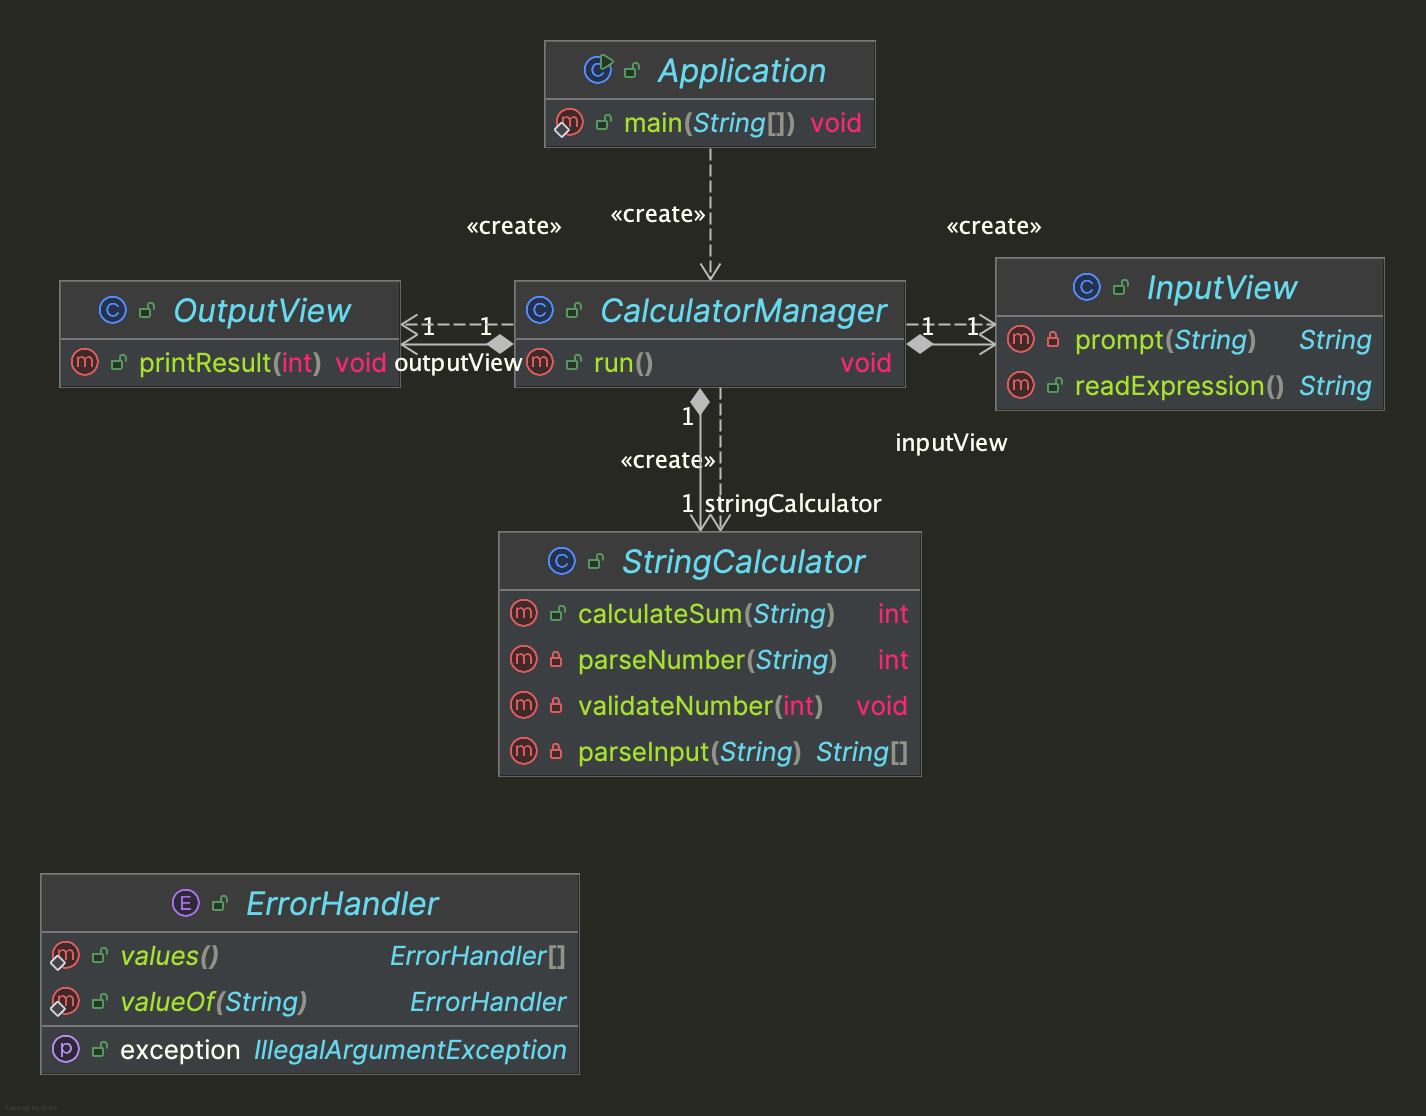 Application
main(String[]) void
«create»
«create»
«create»
OutputView
printResult(int) void
1
1
outputView
CalculatorManager
run() void
1
1
InputView
prompt(String) String
readExpression() String
inputView
1
«create»
1
stringCalculator
StringCalculator
calculateSum(String) int
parseNumber(String) int
validateNumber(int) void
parseInput(String) String[]
ErrorHandler
values() ErrorHandler[]
valueOf(String) ErrorHandler
exception IllegalArgumentException